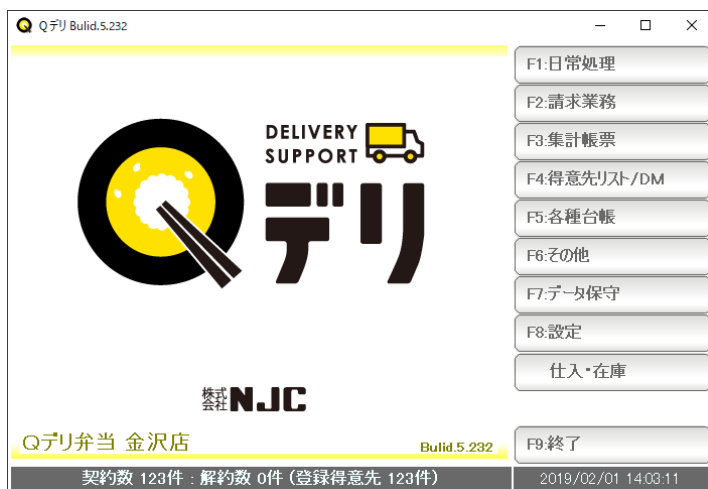 Qデリ Bulid.5.232
DELIVERY
SUPPORT
デリ
株式会社NJC
Qデリ弁当 金沢店
Bulid.5.232
F1:日常処理
F2:請求業務
F3:集計帳票
F4:得意先リスト/DM
F5:各種台帳
F6:その他
F7:データ保守
F8:設定
仕入・在庫
F9:終了
契約数 123件 : 解約数 0件 (登録得意先 123件)
2019/02/01 14:03:11